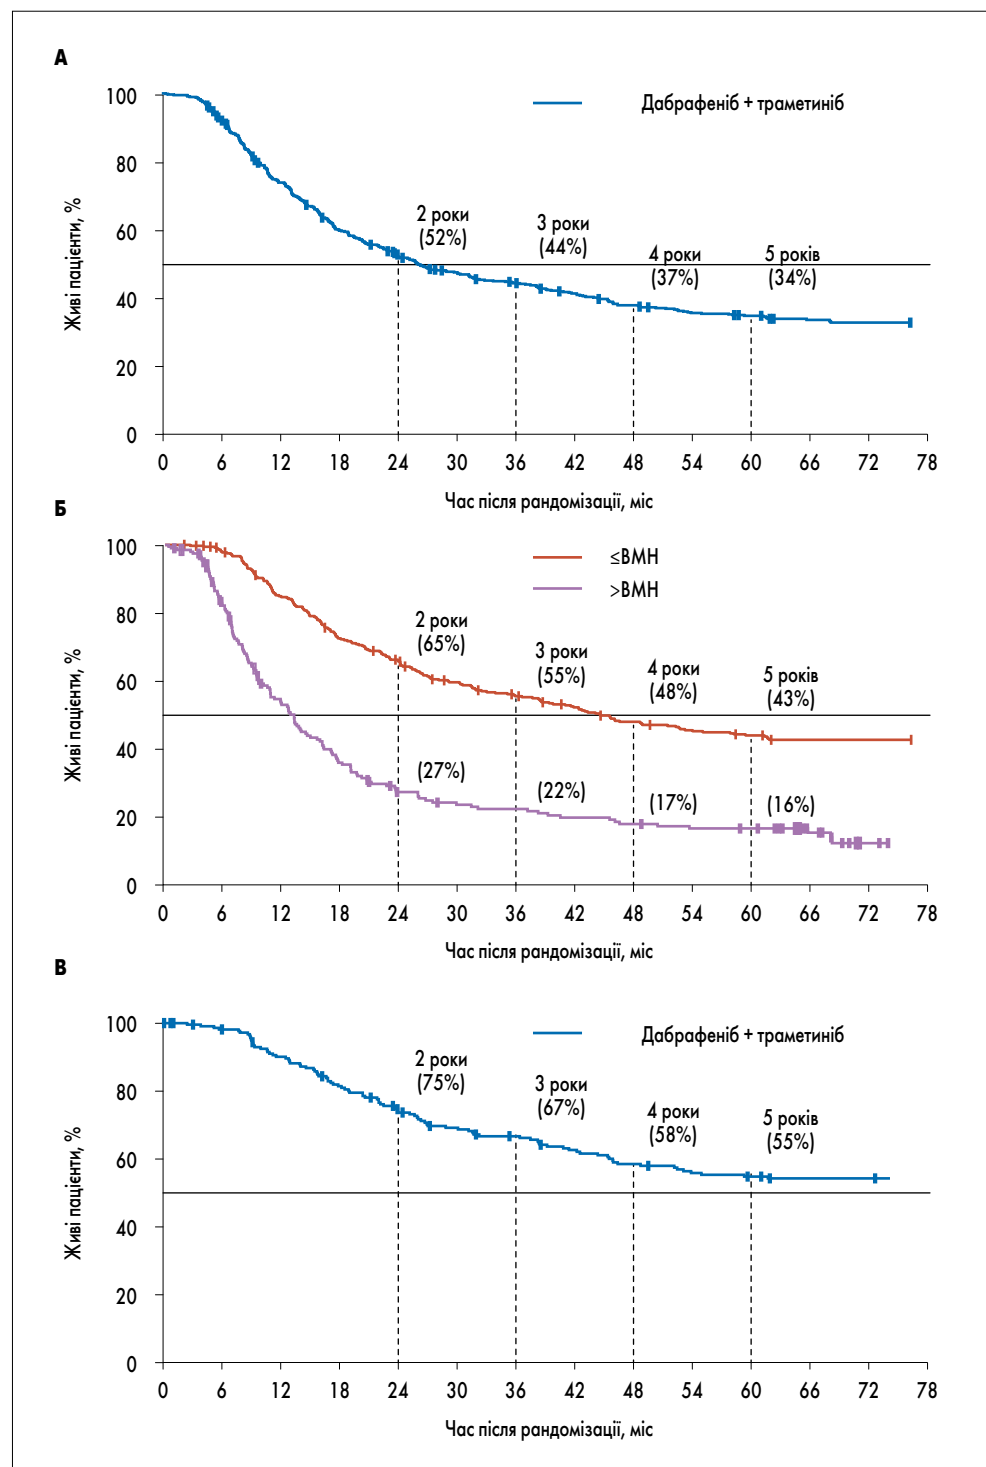 А
Дабрафеніб + траметиніб
Живі пацієнти, %
100
80
60
40
20
0
2 роки
(52%)
3 роки
(44%)
4 роки
(37%)
5 років
(34%)
0 6 12 18 24 30 36 42 48 54 60 66 72 78
Час після рандомізації, міс
Б
≤ВМН
>ВМН
Живі пацієнти, %
100
80
60
40
20
0
2 роки
(65%)
3 роки
(55%)
4 роки
(48%)
5 років
(43%)
(27%)
(22%)
(17%)
(16%)
0 6 12 18 24 30 36 42 48 54 60 66 72 78
Час після рандомізації, міс
В
Дабрафеніб + траметиніб
Живі пацієнти, %
100
80
60
40
20
0
2 роки
(75%)
3 роки
(67%)
4 роки
(58%)
5 років
(55%)
0 6 12 18 24 30 36 42 48 54 60 66 72 78
Час після рандомізації, міс